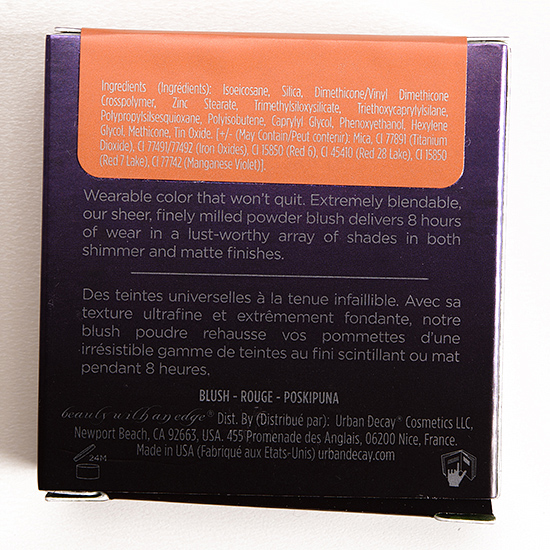 Ingredients (Ingrédients): Isoeicosane, Silica, Dimethicone/Vinyl Dimethicone
Crosspolymer, Zinc Stearate, Trimethylsiloxysilicate, Triethoxycaprylylsilane,
Polypropylsilsesquioxane, Polyisobutene, Caprylyl Glycol, Phenoxyethanol, Hexylene
Glycol, Methicone, Tin Oxide. [+/- (May Contain/Peut contenir): Mica, CI 77891 (Titanium
Dioxide), CI 77491/77492 (Iron Oxides), CI 15850 (Red 6), CI 45410 (Red 28 Lake), CI 15850
(Red 7 Lake), CI 77742 (Manganese Violet)].
Wearable color that won't quit. Extremely blendable,
our sheer, finely milled powder blush delivers 8 hours
of wear in a lust-worthy array of shades in both
shimmer and matte finishes.
Des teintes universelles à la tenue infaillible. Avec sa
texture ultrafine et extrêmement fondante, notre
blush poudre rehausse vos pommettes d'une
irrésistible gamme de teintes au fini scintillant ou mat
pendant 8 heures.
BLUSH - ROUGE - POSKIPUNA
beauty with an edge® Dist. By (Distribué par): Urban Decay® Cosmetics LLC,
Newport Beach, CA 92663, USA. 455 Promenade des Anglais, 06200 Nice, France.
Made in USA (Fabriqué aux Etats-Unis) urbandecay.com
24M